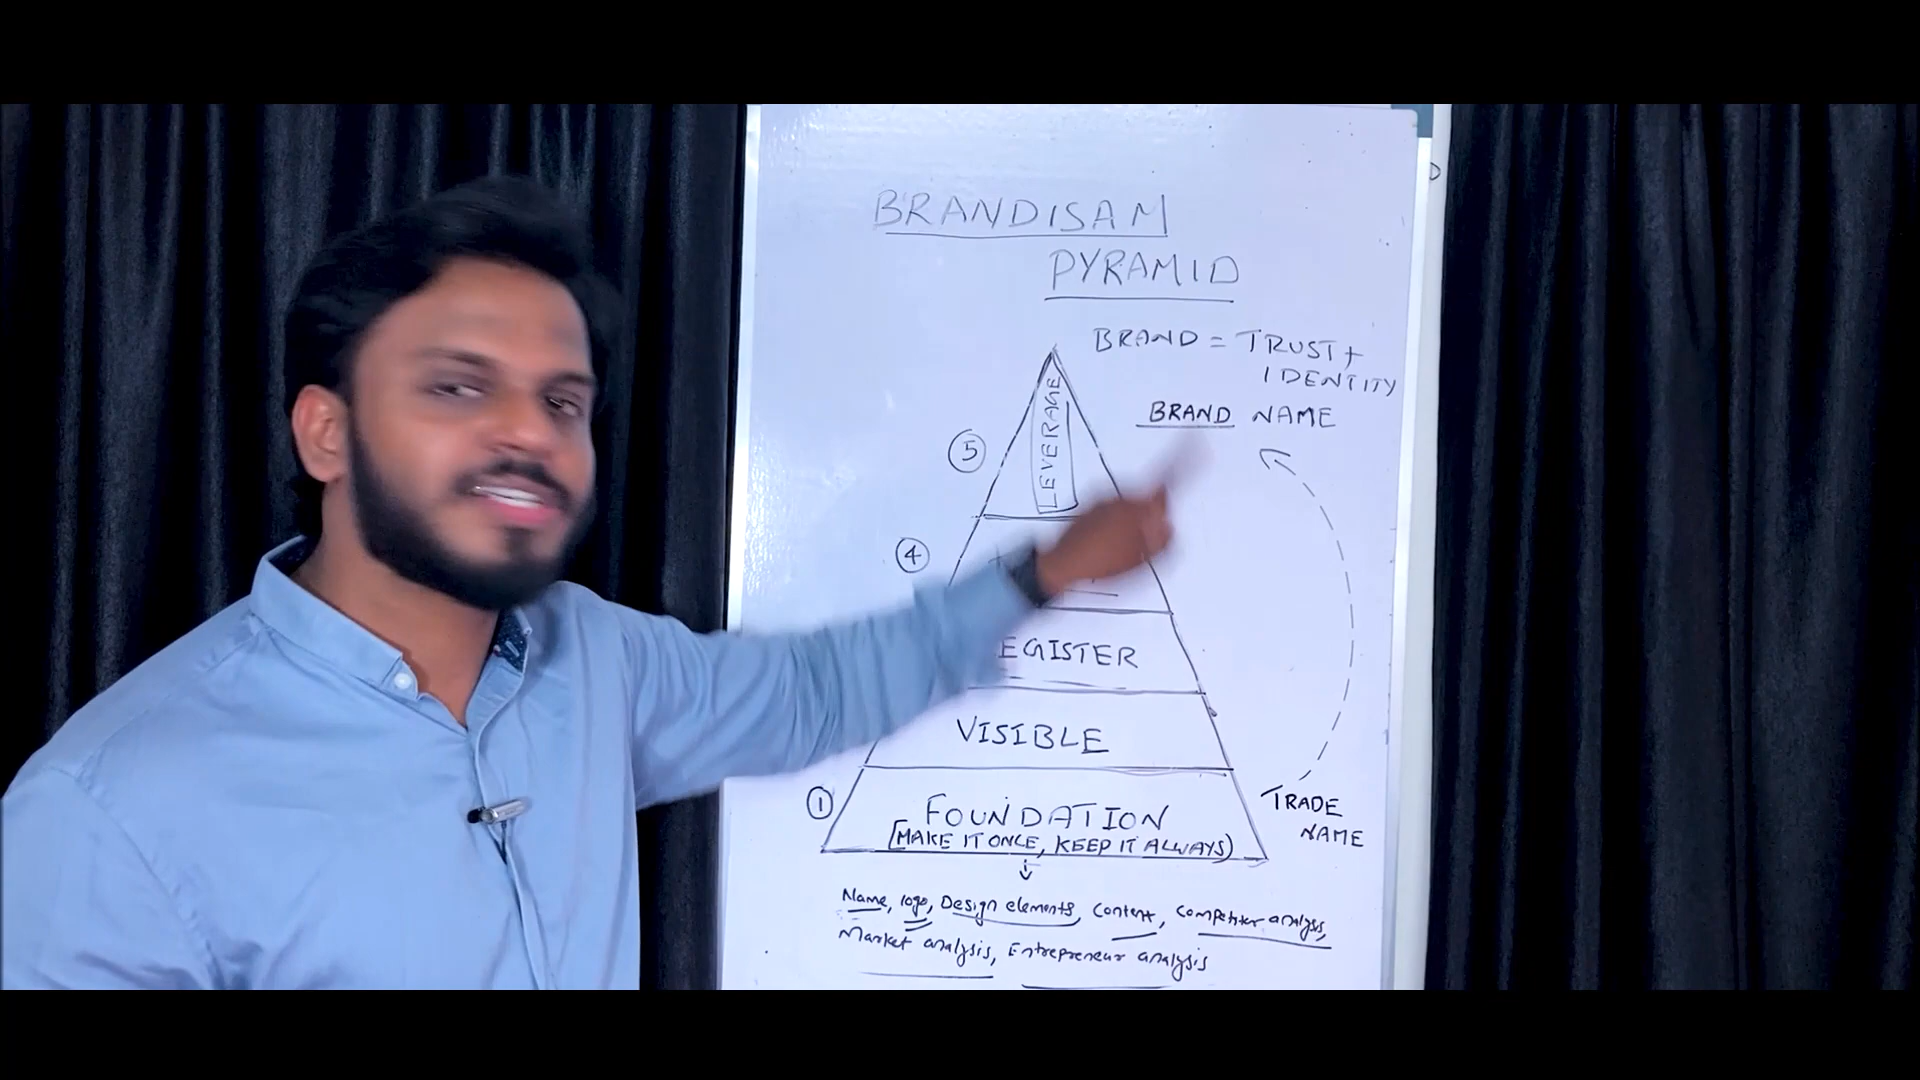 BRANDISAM
PYRAMID
BRAND = TRUST +
IDENTITY
BRAND NAME
LEVERAGE
5
4
EGISTER
VISIBLE
1
FOUNDATION
[MAKE IT ONCE, KEEP IT ALWAYS)
TRADE
NAME
Name, logo, Design elements, Content, Competitor analysis,
Market analysis, Entrepreneur analysis